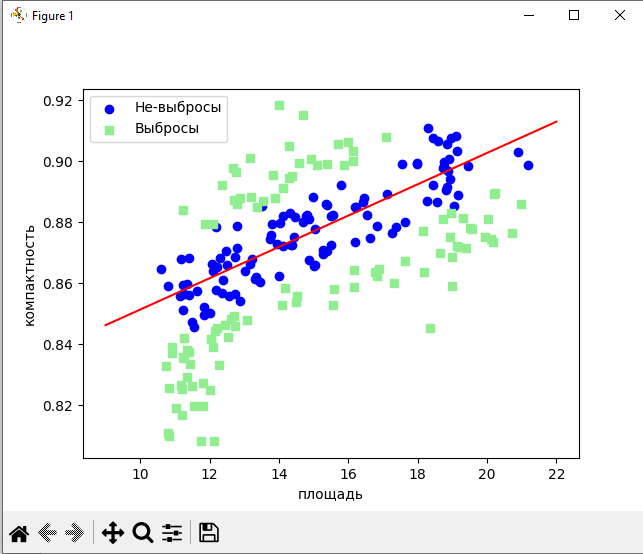 Figure 1
0.92
0.90
0.88
0.86
0.84
0.82
компактность
Не-выбросы
Выбросы
10 12 14 16 18 20 22
площадь